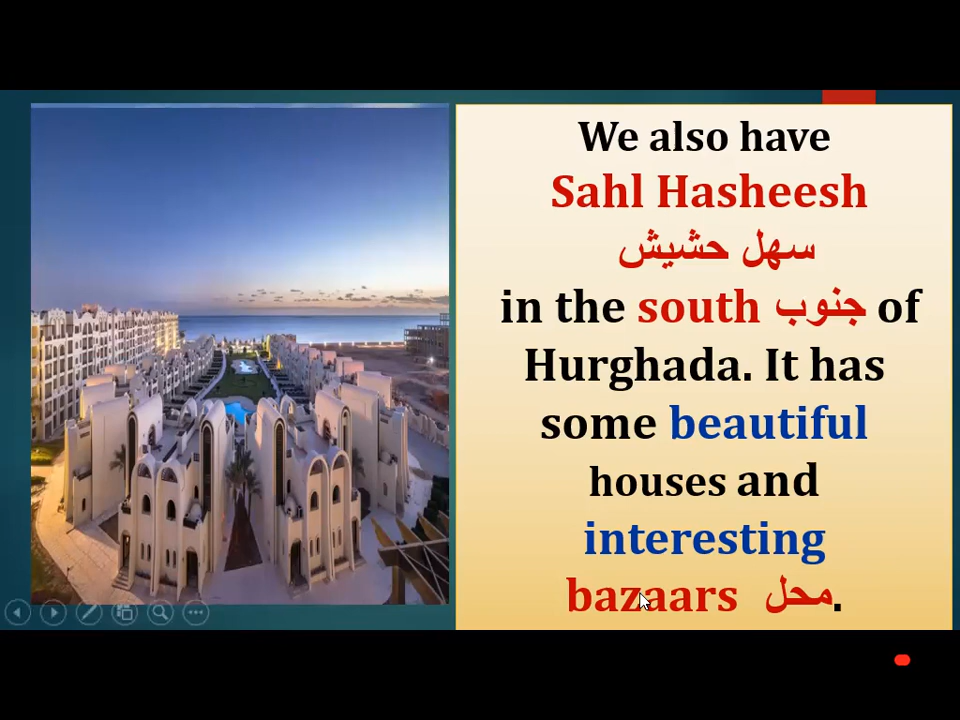 We also have
Sahl Hasheesh
سهل حشيش
in the south جنوب of
Hurghada. It has
some beautiful
houses and
interesting
bazaars محل.